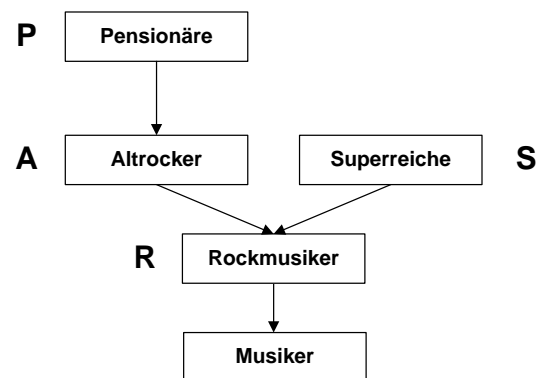 P Pensionäre
A Altrocker Superreiche S
R Rockmusiker
Musiker